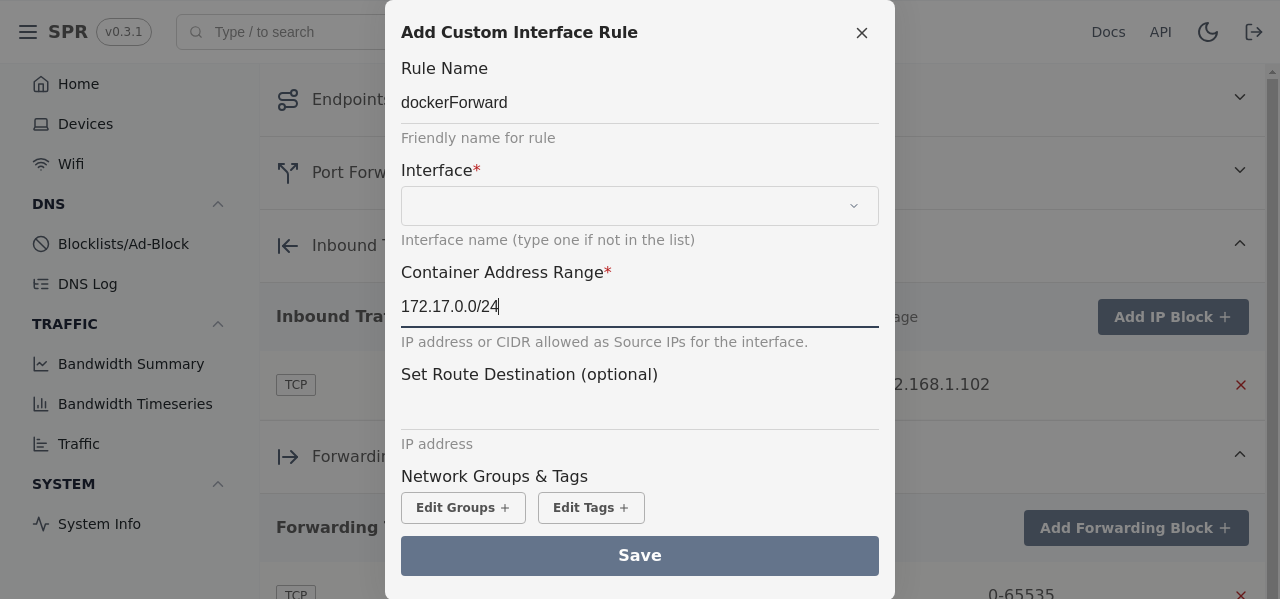 SPR
v0.3.1
Type / to search
Docs
API
Home
Devices
Wifi
DNS
Blocklists/Ad-Block
DNS Log
TRAFFIC
Bandwidth Summary
Bandwidth Timeseries
Traffic
SYSTEM
System Info
Endpoints
Port Forw
Inbound T
Inbound Tra
age
Add IP Block
TCP
2.168.1.102
Forwardin
Forwarding
Add Forwarding Block
TCP
0-65535
Add Custom Interface Rule
Rule Name
dockerForward
Friendly name for rule
Interface*
Interface name (type one if not in the list)
Container Address Range*
172.17.0.0/24
IP address or CIDR allowed as Source IPs for the interface.
Set Route Destination (optional)
IP address
Network Groups & Tags
Edit Groups
Edit Tags
Save